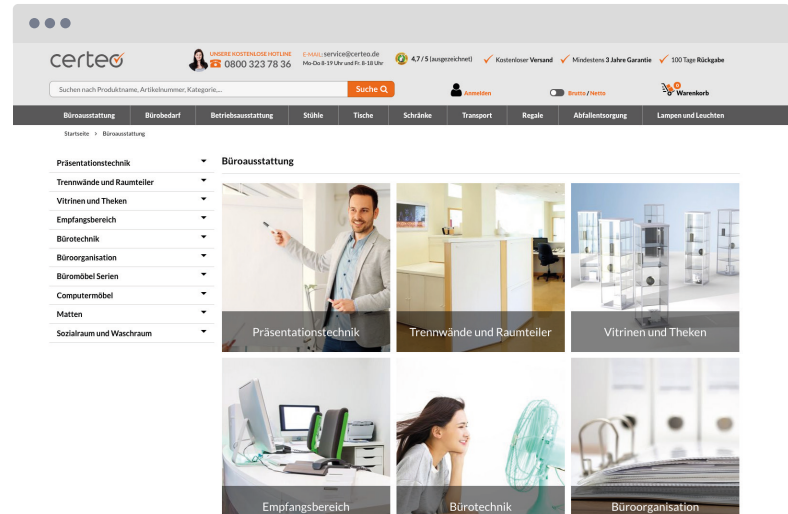 certeo
UNSERE KOSTENLOSE HOTLINE
0800 323 78 36
E-MAIL: service@certeo.de
Mo-Do 8-19 Uhr und Fr. 8-18 Uhr
4,7 / 5 (ausgezeichnet)
Kostenloser Versand
Mindestens 3 Jahre Garantie
100 Tage Rückgabe
Suchen nach Produktname, Artikelnummer, Kategorie,...
Suche
Anmelden
Brutto / Netto
0
Warenkorb
Büroausstattung
Bürobedarf
Betriebsausstattung
Stühle
Tische
Schränke
Transport
Regale
Abfallentsorgung
Lampen und Leuchten
Startseite > Büroausstattung
Präsentationstechnik
Trennwände und Raumteiler
Vitrinen und Theken
Empfangsbereich
Bürotechnik
Büroorganisation
Büromöbel Serien
Computermöbel
Matten
Sozialraum und Waschraum
Büroausstattung
Präsentationstechnik
Trennwände und Raumteiler
Vitrinen und Theken
Empfangsbereich
Bürotechnik
Büroorganisation